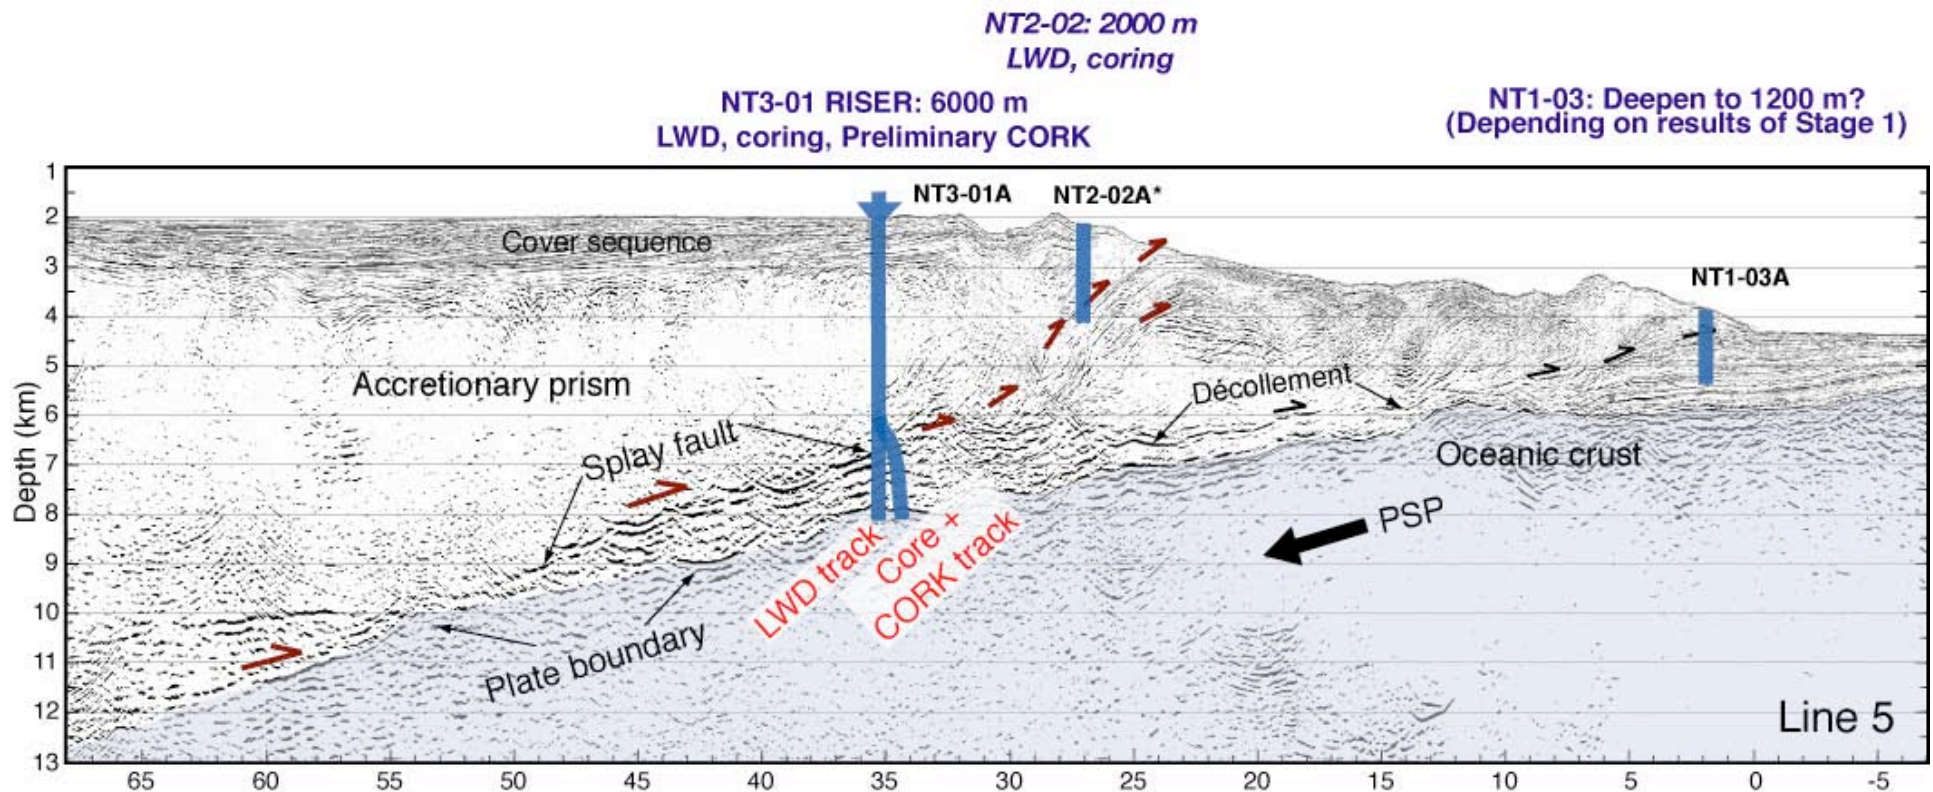 NT2-02: 2000 m
LWD, coring
NT3-01 RISER: 6000 m
LWD, coring, Preliminary CORK
NT1-03: Deepen to 1200 m?
(Depending on results of Stage 1)
NT3-01A
NT2-02A*
NT1-03A
Cover sequence
Accretionary prism
Splay fault
Décollement
Oceanic crust
PSP
LWD track
Core +
CORK track
Plate boundary
Line 5
Depth (km)
1
2
3
4
5
6
7
8
9
10
11
12
13
65 60 55 50 45 40 35 30 25 20 15 10 5 0 -5